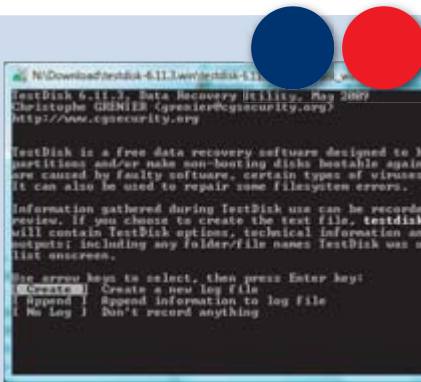 N:\Download\testdisk-6.11.3.win\testdisk-6.11
TestDisk 6.11.3, Data Recovery Utility, May 2009
Christophe GRENIER <grenier@cgsecurity.org>
http://www.cgsecurity.org
TestDisk is a free data recovery software designed to h
partitions and/or make non-booting disks bootable again
are caused by faulty software, certain types of viruses
It can also be used to repair some filesystem errors.
Information gathered during TestDisk use can be recorde
review. If you choose to create the text file, testdisk
will contain TestDisk options, technical information an
outputs; including any folder/file names TestDisk was u
list onscreen.
Use arrow keys to select, then press Enter key:
[ Create ] Create a new log file
[ Append ] Append information to log file
[ No Log ] Don't record anything